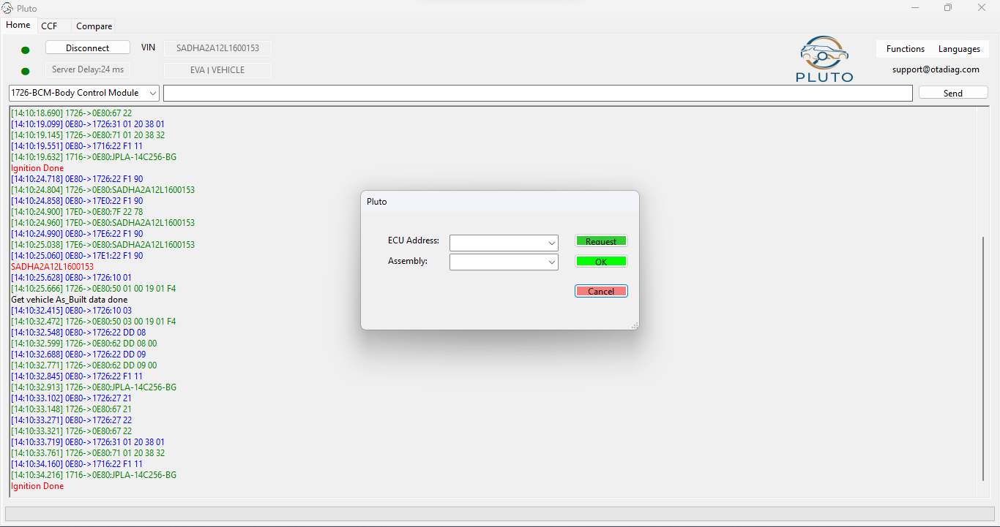 Pluto
Home CCF Compare
Disconnect VIN SADHA2A12L1600153
Server Delay:24 ms EVA | VEHICLE
PLUTO
Functions Languages
support@otadiag.com
1726-BCM-Body Control Module Send
[14:10:18.690] 1726->0E80:67 22
[14:10:19.099] 0E80->1726:31 01 20 38 01
[14:10:19.145] 1726->0E80:71 01 20 38 32
[14:10:19.551] 0E80->1716:22 F1 11
[14:10:19.632] 1716->0E80:JPLA-14C256-BG
Ignition Done
[14:10:24.718] 0E80->1726:22 F1 90
[14:10:24.804] 1726->0E80:SADHA2A12L1600153
[14:10:24.858] 0E80->17E0:22 F1 90
[14:10:24.900] 17E0->0E80:7F 22 78
[14:10:24.960] 17E0->0E80:SADHA2A12L1600153
[14:10:24.990] 0E80->17E6:22 F1 90
[14:10:25.038] 17E6->0E80:SADHA2A12L1600153
[14:10:25.060] 0E80->17E1:22 F1 90
SADHA2A12L1600153
[14:10:25.628] 0E80->1726:10 01
[14:10:25.666] 1726->0E80:50 01 00 19 01 F4
Get vehicle As_Built data done
[14:10:32.415] 0E80->1726:10 03
[14:10:32.472] 1726->0E80:50 03 00 19 01 F4
[14:10:32.548] 0E80->1726:22 DD 08
[14:10:32.599] 1726->0E80:62 DD 08 00
[14:10:32.688] 0E80->1726:22 DD 09
[14:10:32.771] 1726->0E80:62 DD 09 00
[14:10:32.845] 0E80->1726:22 F1 11
[14:10:32.913] 1726->0E80:JPLA-14C256-BG
[14:10:33.102] 0E80->1726:27 21
[14:10:33.148] 1726->0E80:67 21
[14:10:33.271] 0E80->1726:27 22
[14:10:33.321] 1726->0E80:67 22
[14:10:33.719] 0E80->1726:31 01 20 38 01
[14:10:33.761] 1726->0E80:71 01 20 38 32
[14:10:34.160] 0E80->1716:22 F1 11
[14:10:34.216] 1716->0E80:JPLA-14C256-BG
Ignition Done
Pluto
ECU Address: Request
Assembly: OK
Cancel